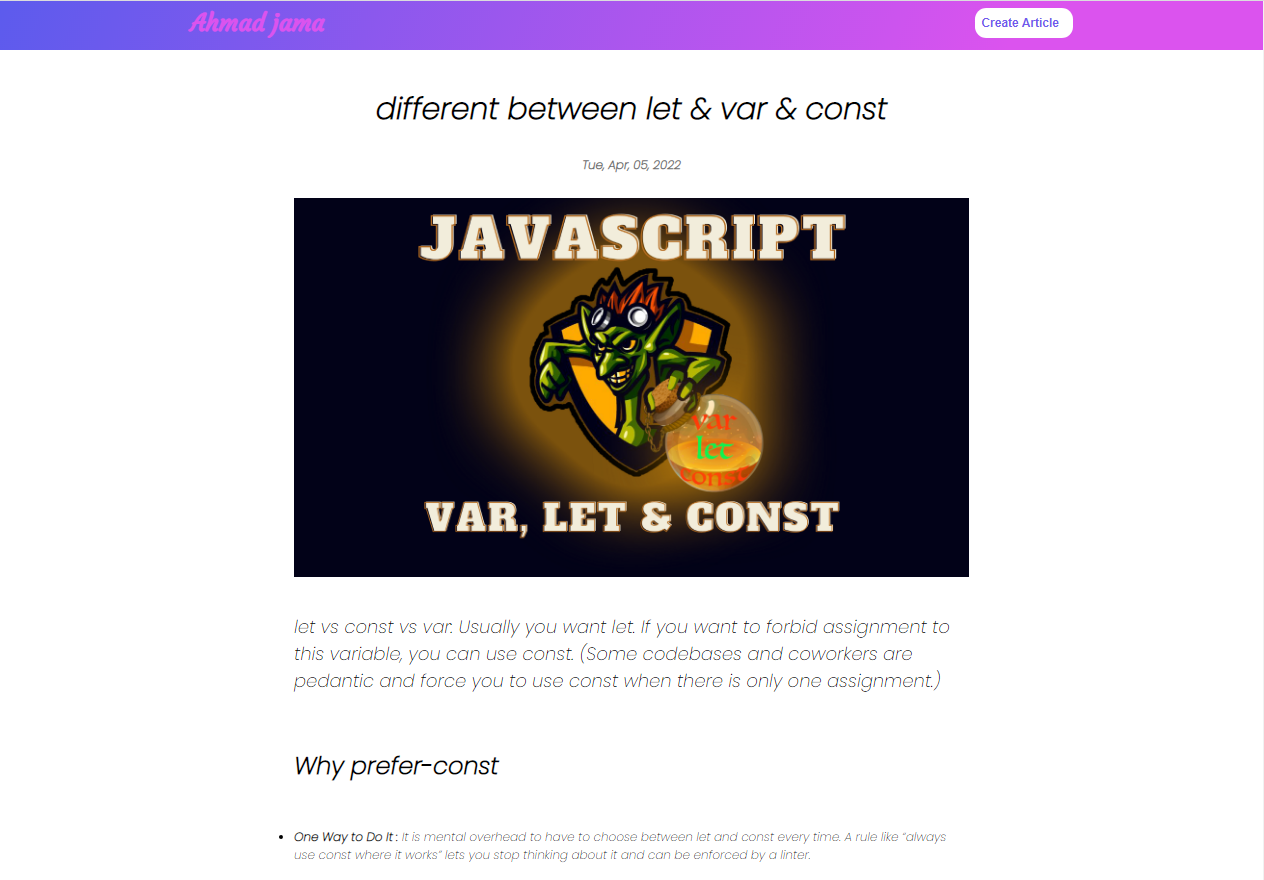 Ahmad jama
Create Article
different between let & var & const
Tue, Apr, 05, 2022
JAVASCRIPT
var
let
const
VAR, LET & CONST
let vs const vs var: Usually you want let. If you want to forbid assignment to
this variable, you can use const. (Some codebases and coworkers are
pedantic and force you to use const when there is only one assignment.)
Why prefer-const
• One Way to Do It : It is mental overhead to have to choose between let and const every time. A rule like “always
use const where it works” lets you stop thinking about it and can be enforced by a linter.